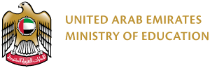 UNITED ARAB EMIRATES
MINISTRY OF EDUCATION